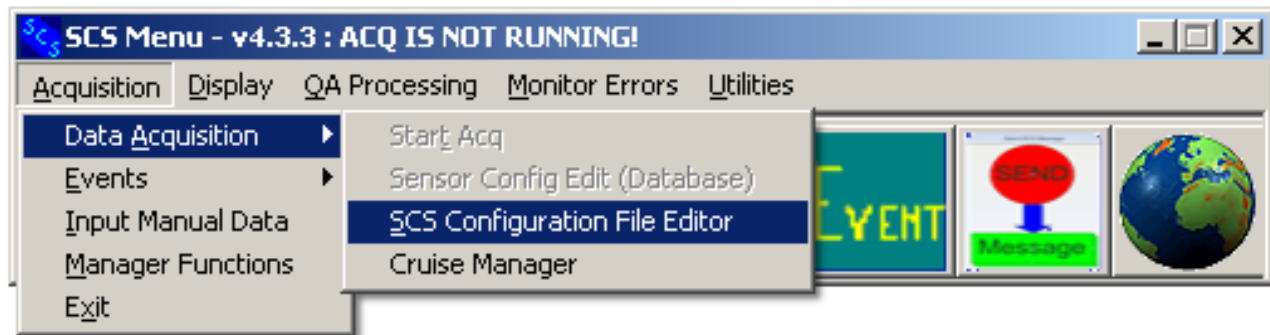 SCS SCS Menu - v4.3.3 : ACQ IS NOT RUNNING!
Acquisition Display QA Processing Monitor Errors Utilities
Data Acquisition
Events
Input Manual Data
Manager Functions
Exit
Start Acq
Sensor Config Edit (Database)
SCS Configuration File Editor
Cruise Manager
EVENT
SEND
Message